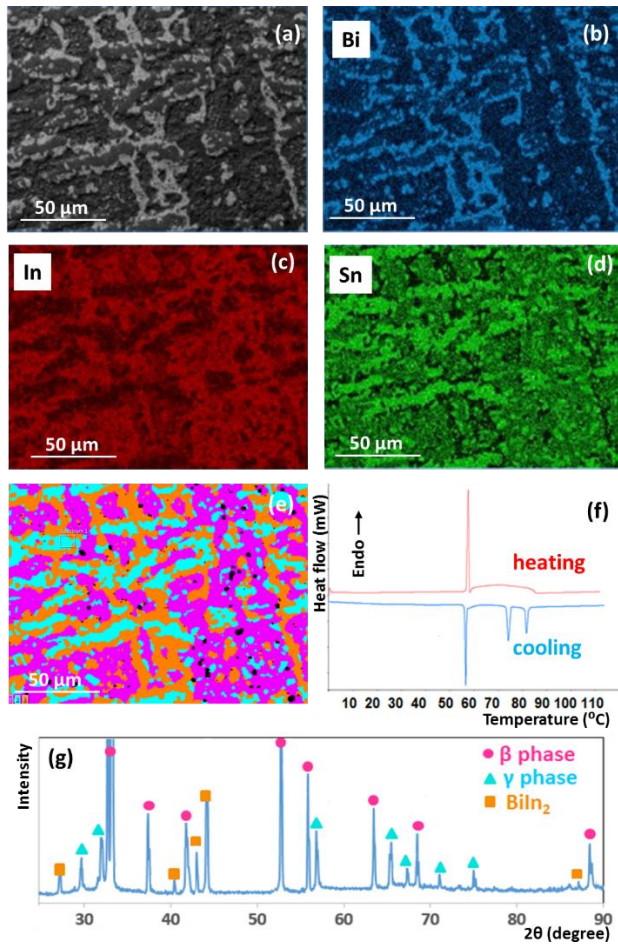 (a)
50 µm
Bi
(b)
50 µm
In
(c)
50 µm
Sn
(d)
50 µm
(e)
50 µm
(f)
Heat flow (mW)
Endo
heating
cooling
10 20 30 40 50 60 70 80 90 100 110
Temperature (°C)
(g)
Intensity
β phase
γ phase
BiIn₂
30 40 50 60 70 80 90
2θ (degree)